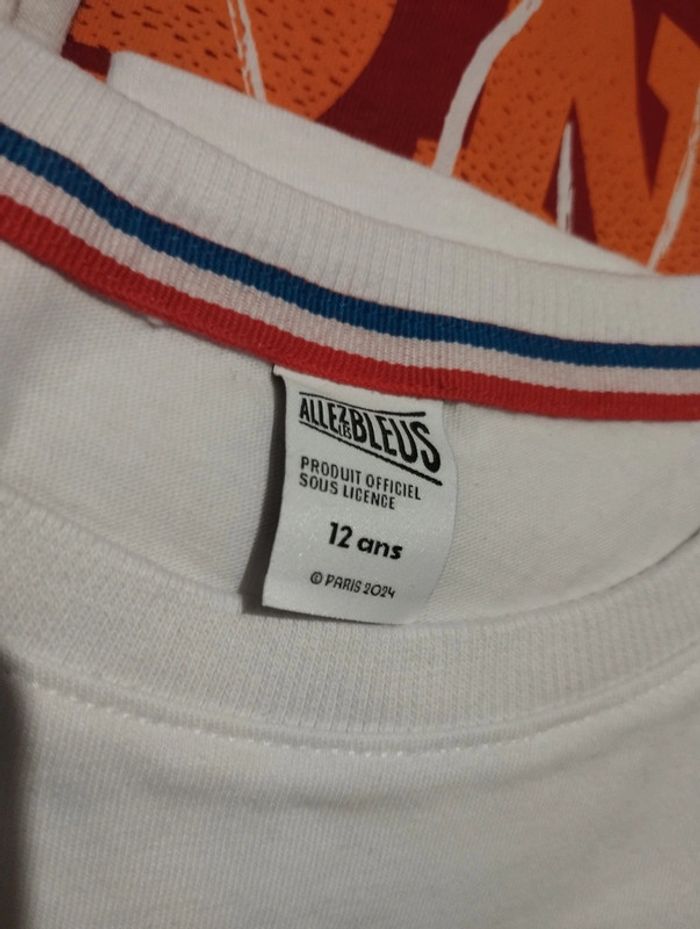 ALLEZ LES BLEUS
PRODUIT OFFICIEL
SOUS LICENCE
12 ans
© PARIS 2024